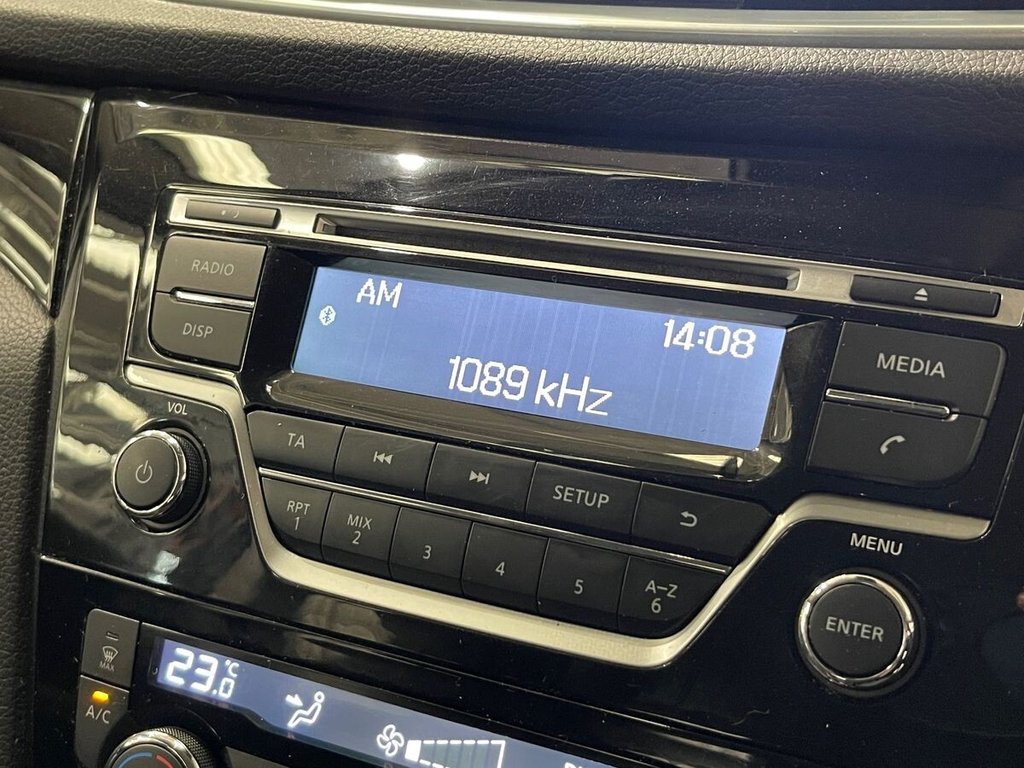 RADIO
DISP
AM
14:08
1089 kHz
MEDIA
VOL
TA
SETUP
RPT
1
MIX
2
3
4
5
A–Z
6
MENU
ENTER
MAX
A/C
23.0 °C